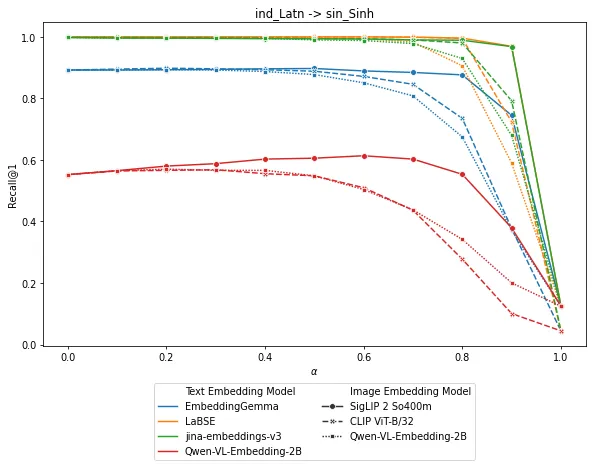 ind_Latn -> sin_Sinh
Recall@1
1.0
0.8
0.6
0.4
0.2
0.0
0.0
0.2
0.4
0.6
0.8
1.0
α
Text Embedding Model
EmbeddingGemma
LaBSE
jina-embeddings-v3
Qwen-VL-Embedding-2B
Image Embedding Model
SigLIP 2 So400m
CLIP ViT-B/32
Qwen-VL-Embedding-2B